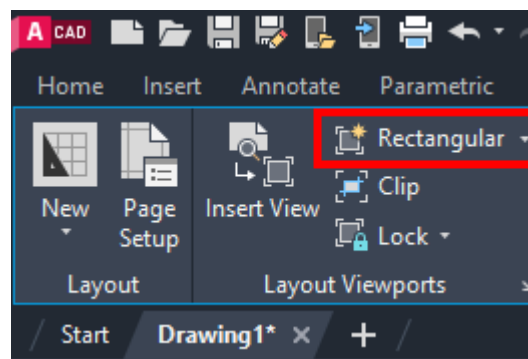 A CAD
Home Insert Annotate Parametric
Rectangular
Clip
New Page Setup Insert View
Lock
Layout Layout Viewports
Start Drawing1* × +